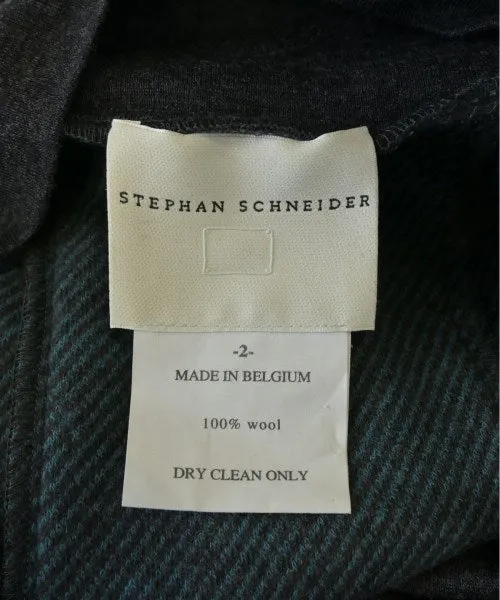 STEPHAN SCHNEIDER
-2-
MADE IN BELGIUM
100% wool
DRY CLEAN ONLY